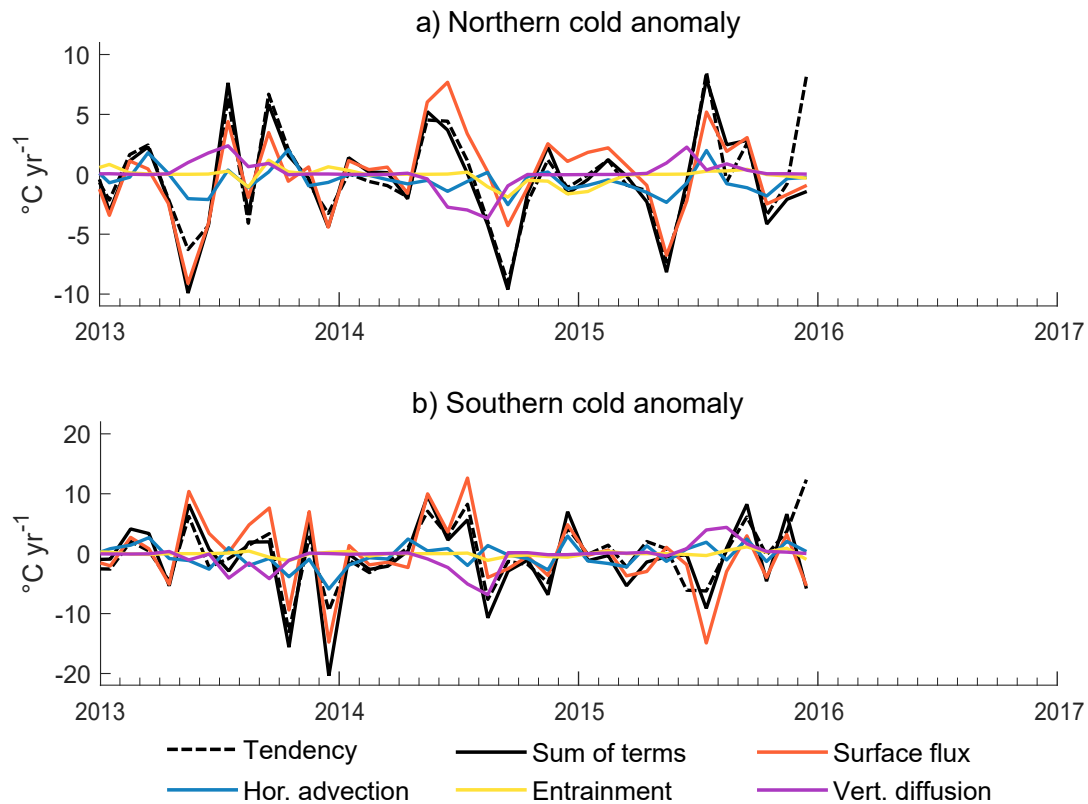 a) Northern cold anomaly
10
5
0
-5
-10
°C yr⁻¹
2013 2014 2015 2016 2017
b) Southern cold anomaly
20
10
0
-10
-20
°C yr⁻¹
2013 2014 2015 2016 2017
Tendency Sum of terms Surface flux
Hor. advection Entrainment Vert. diffusion